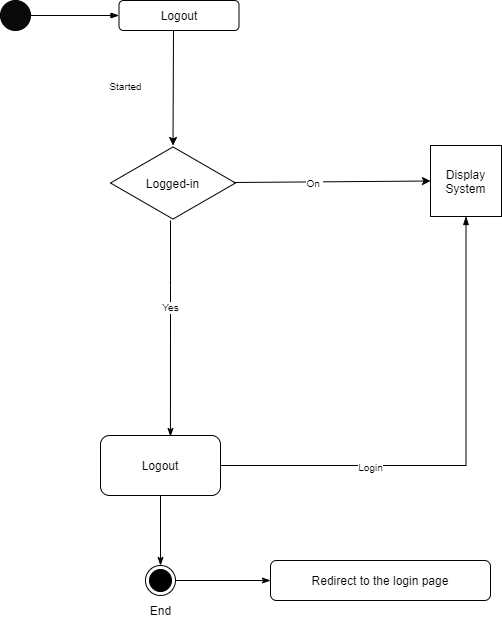 Logout
Started
Logged-in
On
Display
System
Yes
Logout
Login
Redirect to the login page
End